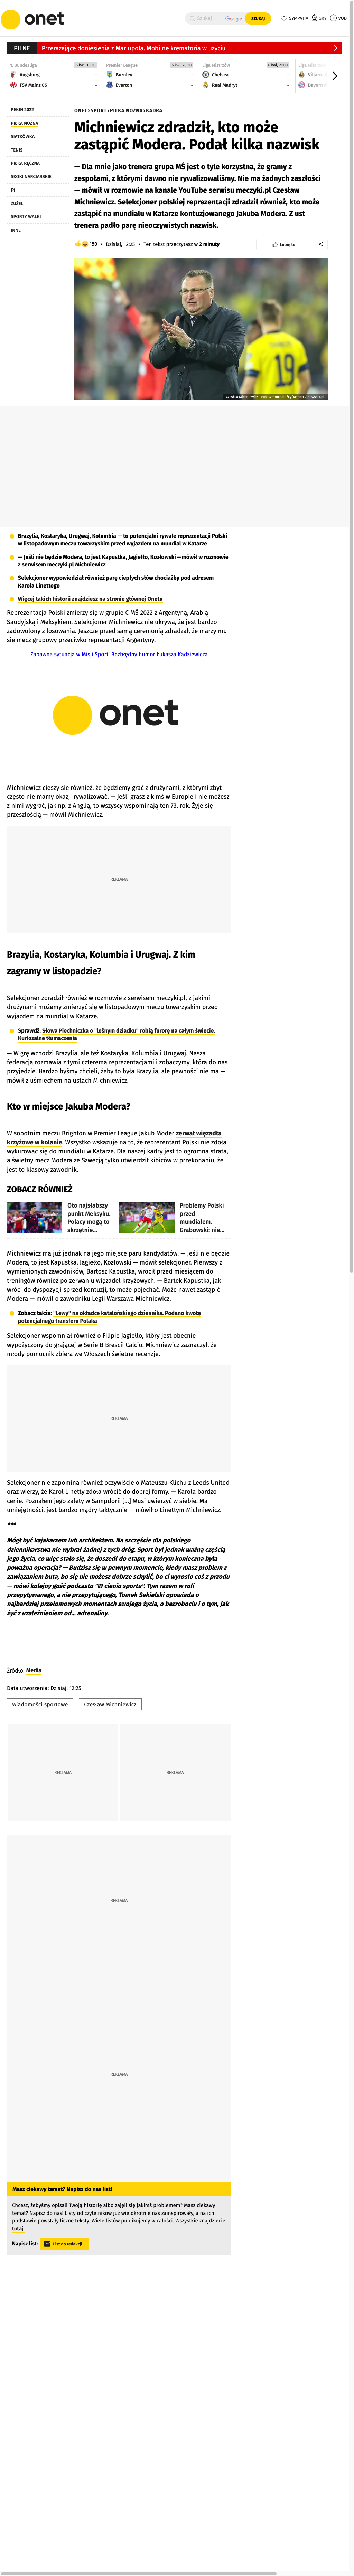 onet
Szukaj
Google
SZUKAJ
SYMPATIA
GRY
VOD
PILNE
Przerażające doniesienia z Mariupola. Mobilne krematoria w użyciu
1. Bundesliga
6 kwi, 18:30
Augsburg -
FSV Mainz 05 -
Premier League
6 kwi, 20:30
Burnley -
Everton -
Liga Mistrzów
6 kwi, 21:00
Chelsea -
Real Madryt -
PEKIN 2022
PIŁKA NOŻNA
SIATKÓWKA
TENIS
PIŁKA RĘCZNA
SKOKI NARCIARSKIE
F1
ŻUŻEL
SPORTY WALKI
INNE
ONET›SPORT›PIŁKA NOŻNA›KADRA
Michniewicz zdradził, kto może
zastąpić Modera. Podał kilka nazwisk
— Dla mnie jako trenera grupa MŚ jest o tyle korzystna, że gramy z
zespołami, z którymi dawno nie rywalizowaliśmy. Nie ma żadnych zaszłości
— mówił w rozmowie na kanale YouTube serwisu meczyki.pl Czesław
Michniewicz. Selekcjoner polskiej reprezentacji zdradził również, kto może
zastąpić na mundialu w Katarze kontuzjowanego Jakuba Modera. Z ust
trenera padło parę nieoczywistych nazwisk.
150 • Dzisiaj, 12:25 • Ten tekst przeczytasz w 2 minuty
Lubię to
19
Brazylia, Kostaryka, Urugwaj, Kolumbia — to potencjalni rywale reprezentacji Polski
w listopadowym meczu towarzyskim przed wyjazdem na mundial w Katarze
— Jeśli nie będzie Modera, to jest Kapustka, Jagiełło, Kozłowski —mówił w rozmowie
z serwisem meczyki.pl Michniewicz
Selekcjoner wypowiedział również parę ciepłych słów chociażby pod adresem
Karola Linettego
Więcej takich historii znajdziesz na stronie głównej Onetu
Reprezentacja Polski zmierzy się w grupie C MŚ 2022 z Argentyną, Arabią
Saudyjską i Meksykiem. Selekcjoner Michniewicz nie ukrywa, że jest bardzo
zadowolony z losowania. Jeszcze przed samą ceremonią zdradzał, że marzy mu
się mecz grupowy przeciwko reprezentacji Argentyny.
Zabawna sytuacja w Misji Sport. Bezbłędny humor Łukasza Kadziewicza
onet
Michniewicz cieszy się również, że będziemy grać z drużynami, z którymi zbyt
często nie mamy okazji rywalizować. — Jeśli grasz z kimś w Europie i nie możesz
z nimi wygrać, jak np. z Anglią, to wszyscy wspominają ten 73. rok. Żyje się
przeszłością — mówił Michniewicz.
REKLAMA
Brazylia, Kostaryka, Kolumbia i Urugwaj. Z kim
zagramy w listopadzie?
Selekcjoner zdradził również w rozmowie z serwisem meczyki.pl, z jakimi
drużynami możemy zmierzyć się w listopadowym meczu towarzyskim przed
wyjazdem na mundial w Katarze.
Sprawdź: Słowa Piechniczka o "leśnym dziadku" robią furorę na całym świecie.
Kuriozalne tłumaczenia
— W grę wchodzi Brazylia, ale też Kostaryka, Kolumbia i Urugwaj. Nasza
federacja rozmawia z tymi czterema reprezentacjami i zobaczymy, która do nas
przyjedzie. Bardzo byśmy chcieli, żeby to była Brazylia, ale pewności nie ma —
mówił z uśmiechem na ustach Michniewicz.
Kto w miejsce Jakuba Modera?
W sobotnim meczu Brighton w Premier League Jakub Moder zerwał więzadła
krzyżowe w kolanie. Wszystko wskazuje na to, że reprezentant Polski nie zdoła
wykurować się do mundialu w Katarze. Dla naszej kadry jest to ogromna strata,
a świetny mecz Modera ze Szwecją tylko utwierdził kibiców w przekonaniu, że
jest to klasowy zawodnik.
ZOBACZ RÓWNIEŻ
Oto najsłabszy
punkt Meksyku.
Polacy mogą to
skrzętnie...
Problemy Polski
przed
mundialem.
Grabowski: nie...
Michniewicz ma już jednak na jego miejsce paru kandydatów. — Jeśli nie będzie
Modera, to jest Kapustka, Jagiełło, Kozłowski — mówił selekcjoner. Pierwszy z
wymienionych zawodników, Bartosz Kapustka, wrócił przed miesiącem do
treningów również po zerwaniu więzadeł krzyżowych. — Bartek Kapustka, jak
wróci do dyspozycji sprzed kontuzji, to może pojechać. Może nawet zastąpić
Modera — mówił o zawodniku Legii Warszawa Michniewicz.
Zobacz także: "Lewy" na okładce katalońskiego dziennika. Podano kwotę
potencjalnego transferu Polaka
Selekcjoner wspomniał również o Filipie Jagiełło, który jest obecnie
wypożyczony do grającej w Serie B Brescii Calcio. Michniewicz zaznaczył, że
młody pomocnik zbiera we Włoszech świetne recenzje.
REKLAMA
Selekcjoner nie zapomina również oczywiście o Mateuszu Klichu z Leeds United
oraz wierzy, że Karol Linetty zdoła wrócić do dobrej formy. — Karola bardzo
cenię. Poznałem jego zalety w Sampdorii [...] Musi uwierzyć w siebie. Ma
umiejętności, jest bardzo mądry taktycznie — mówił o Linettym Michniewicz.
***
Mógł być kajakarzem lub architektem. Na szczęście dla polskiego
dziennikarstwa nie wybrał żadnej z tych dróg. Sport był jednak ważną częścią
jego życia, co więc stało się, że doszedł do etapu, w którym konieczna była
poważna operacja? — Budzisz się w pewnym momencie, kiedy masz problem z
zawiązaniem buta, bo się nie możesz dobrze schylić, bo ci wyrosło coś z przodu
— mówi kolejny gość podcastu "W cieniu sportu". Tym razem w roli
przepytywanego, a nie przepytującego, Tomek Sekielski opowiada o
najbardziej przełomowych momentach swojego życia, o bezrobociu i o tym, jak
żyć z uzależnieniem od... adrenaliny.
Źródło: Media
Data utworzenia: Dzisiaj, 12:25
wiadomości sportowe
Czesław Michniewicz
REKLAMA
REKLAMA
REKLAMA
REKLAMA
Masz ciekawy temat? Napisz do nas list!
Chcesz, żebyśmy opisali Twoją historię albo zajęli się jakimś problemem? Masz ciekawy
temat? Napisz do nas! Listy od czytelników już wielokrotnie nas zainspirowały, a na ich
podstawie powstały liczne teksty. Wiele listów publikujemy w całości. Wszystkie znajdziecie
tutaj.
Napisz list:
List do redakcji